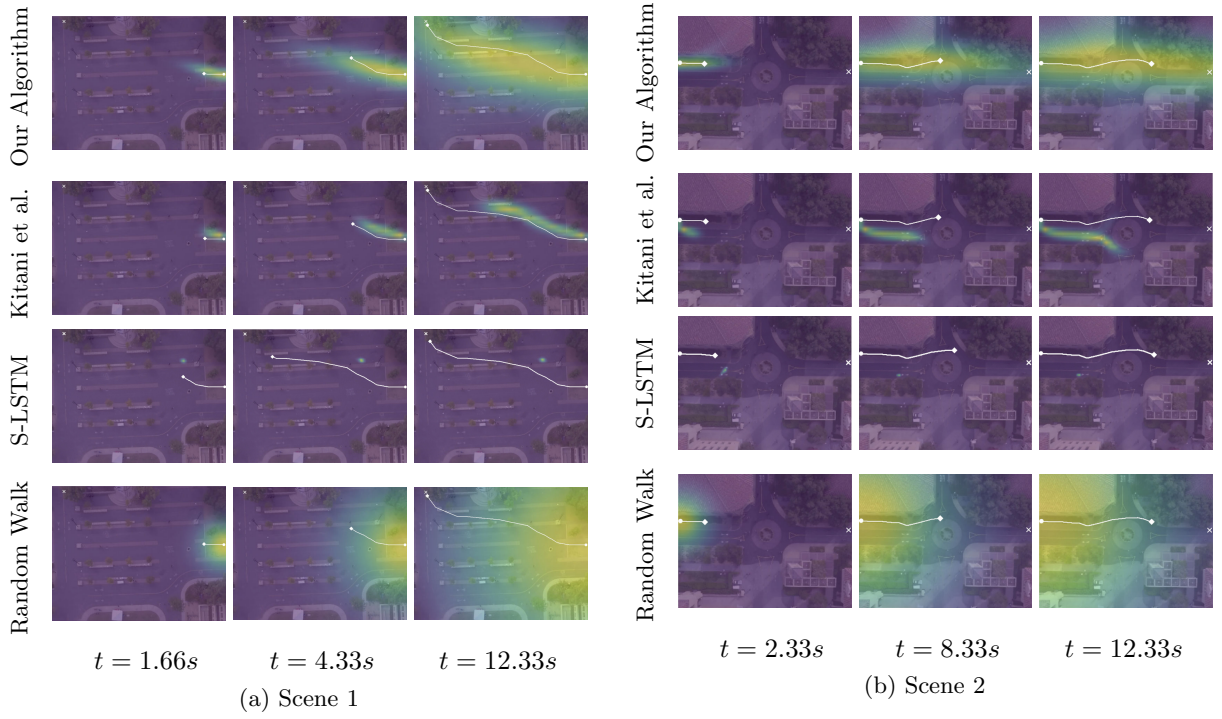 Our Algorithm
Kitani et al.
S-LSTM
Random Walk
t = 1.66s
t = 4.33s
t = 12.33s
(a) Scene 1
Our Algorithm
Kitani et al.
S-LSTM
Random Walk
t = 2.33s
t = 8.33s
t = 12.33s
(b) Scene 2